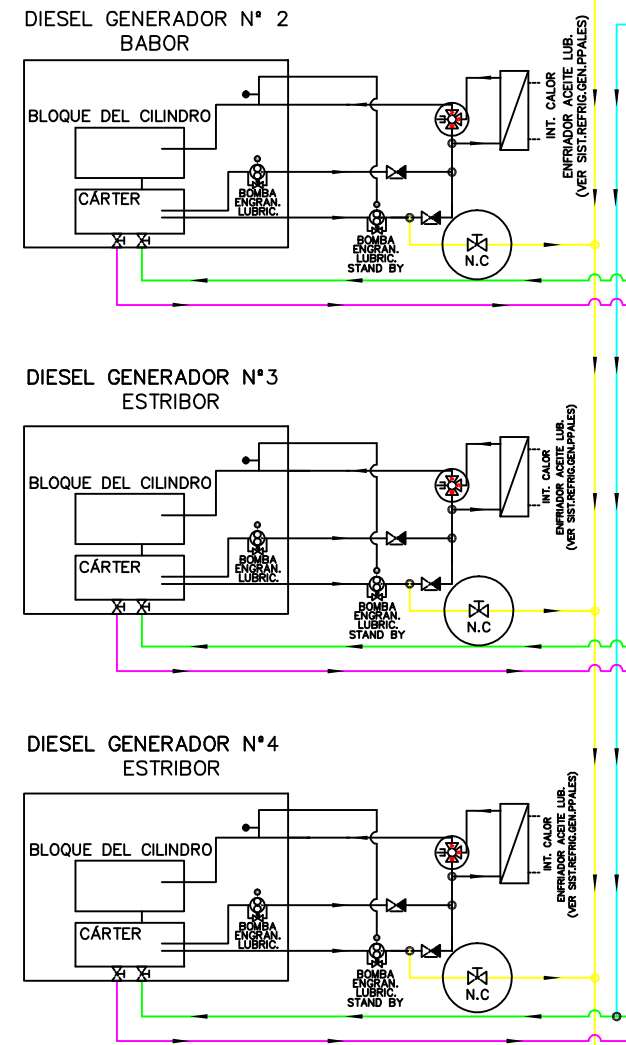 DIESEL GENERADOR Nº 2
BABOR
BLOQUE DEL CILINDRO
CÁRTER
BOMBA
ENGRAN.
LUBRIC.
BOMBA
ENGRAN.
LUBRIC.
STAND BY
N.C
INT. CALOR
ENFRIADOR ACEITE LUB.
(VER SIST.REFRIG.GEN.PPALES)
DIESEL GENERADOR Nº3
ESTRIBOR
BLOQUE DEL CILINDRO
CÁRTER
BOMBA
ENGRAN.
LUBRIC.
BOMBA
ENGRAN.
LUBRIC.
STAND BY
N.C
INT. CALOR
ENFRIADOR ACEITE LUB.
(VER SIST.REFRIG.GEN.PPALES)
DIESEL GENERADOR Nº4
ESTRIBOR
BLOQUE DEL CILINDRO
CÁRTER
BOMBA
ENGRAN.
LUBRIC.
BOMBA
ENGRAN.
LUBRIC.
STAND BY
N.C
INT. CALOR
ENFRIADOR ACEITE LUB.
(VER SIST.REFRIG.GEN.PPALES)